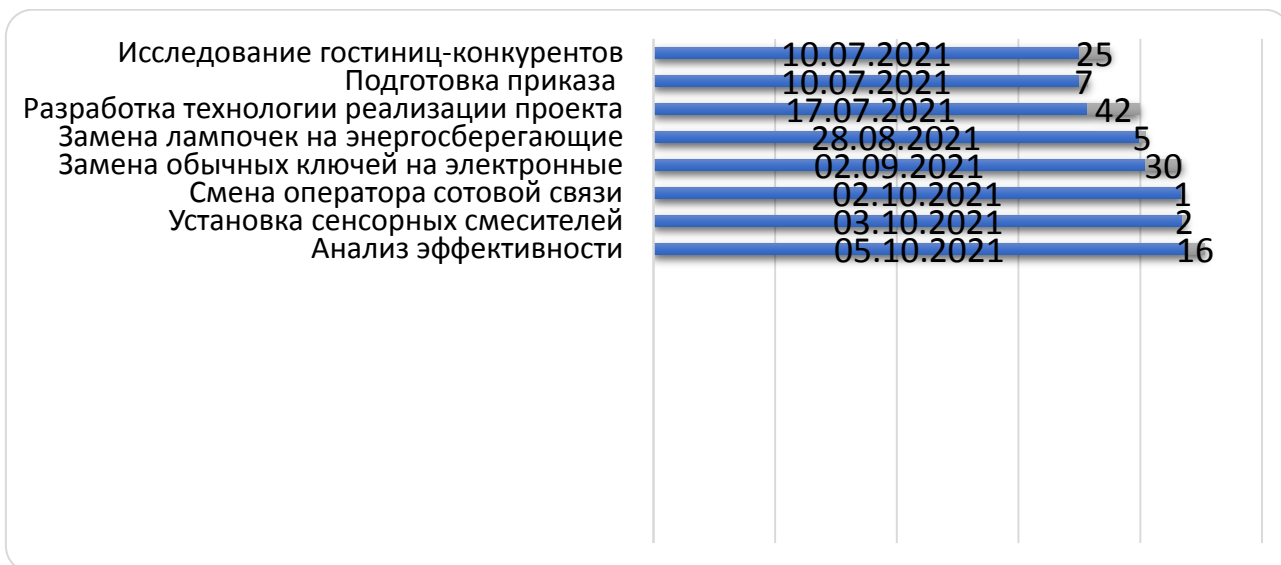 Исследование гостиниц-конкурентов 10.07.2021 25
Подготовка приказа 10.07.2021 7
Разработка технологии реализации проекта 17.07.2021 42
Замена лампочек на энергосберегающие 28.08.2021 5
Замена обычных ключей на электронные 02.09.2021 30
Смена оператора сотовой связи 02.10.2021 1
Установка сенсорных смесителей 03.10.2021 2
Анализ эффективности 05.10.2021 16